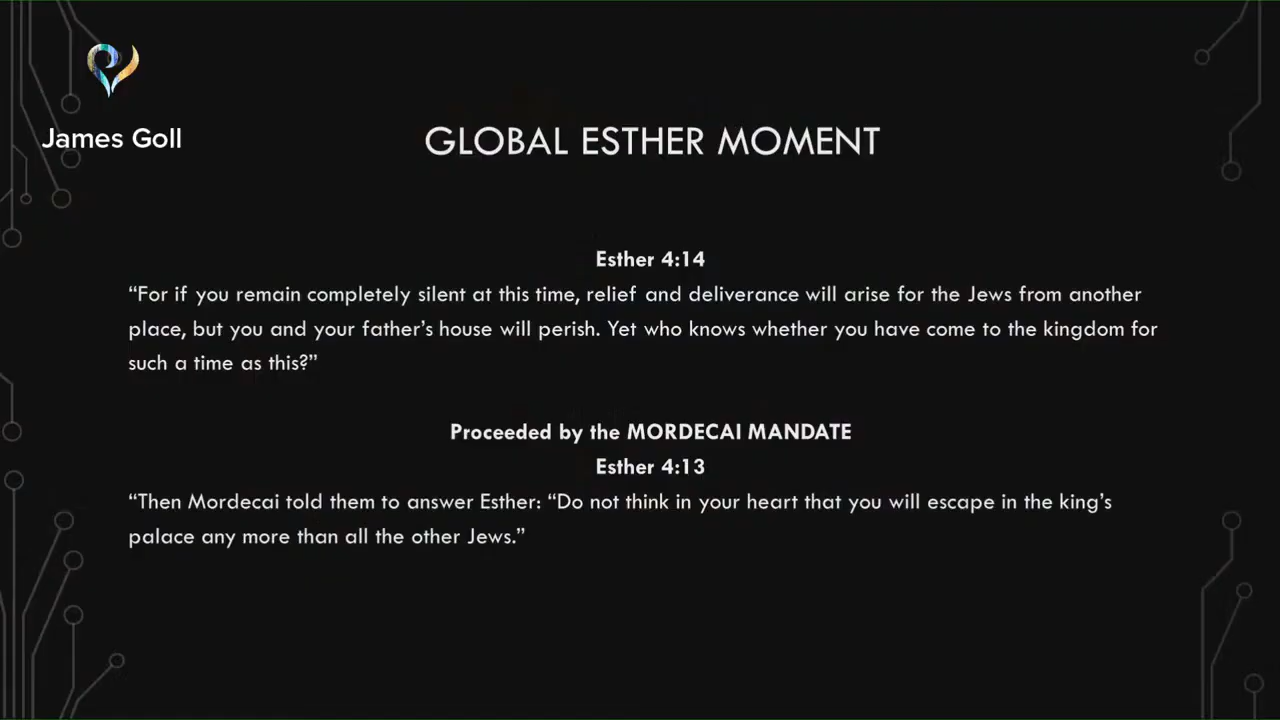 James Goll
GLOBAL ESTHER MOMENT
Esther 4:14
“For if you remain completely silent at this time, relief and deliverance will arise for the Jews from another
place, but you and your father’s house will perish. Yet who knows whether you have come to the kingdom for
such a time as this?”
Proceeded by the MORDECAI MANDATE
Esther 4:13
“Then Mordecai told them to answer Esther: “Do not think in your heart that you will escape in the king’s
palace any more than all the other Jews.”